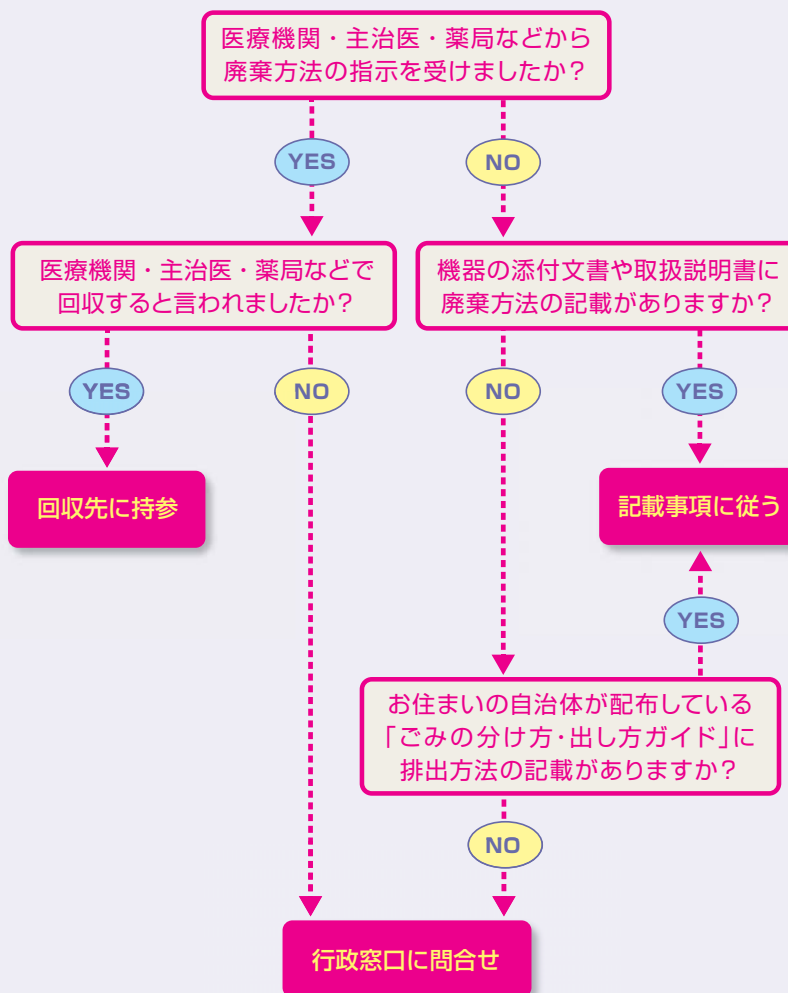 医療機関・主治医・薬局などから
廃棄方法の指示を受けましたか？
YES
NO
医療機関・主治医・薬局などで
回収すると言われましたか？
機器の添付文書や取扱説明書に
廃棄方法の記載がありますか？
YES
NO
NO
YES
回収先に持参
記載事項に従う
YES
お住まいの自治体が配布している
「ごみの分け方・出し方ガイド」に
排出方法の記載がありますか？
NO
行政窓口に問合せ